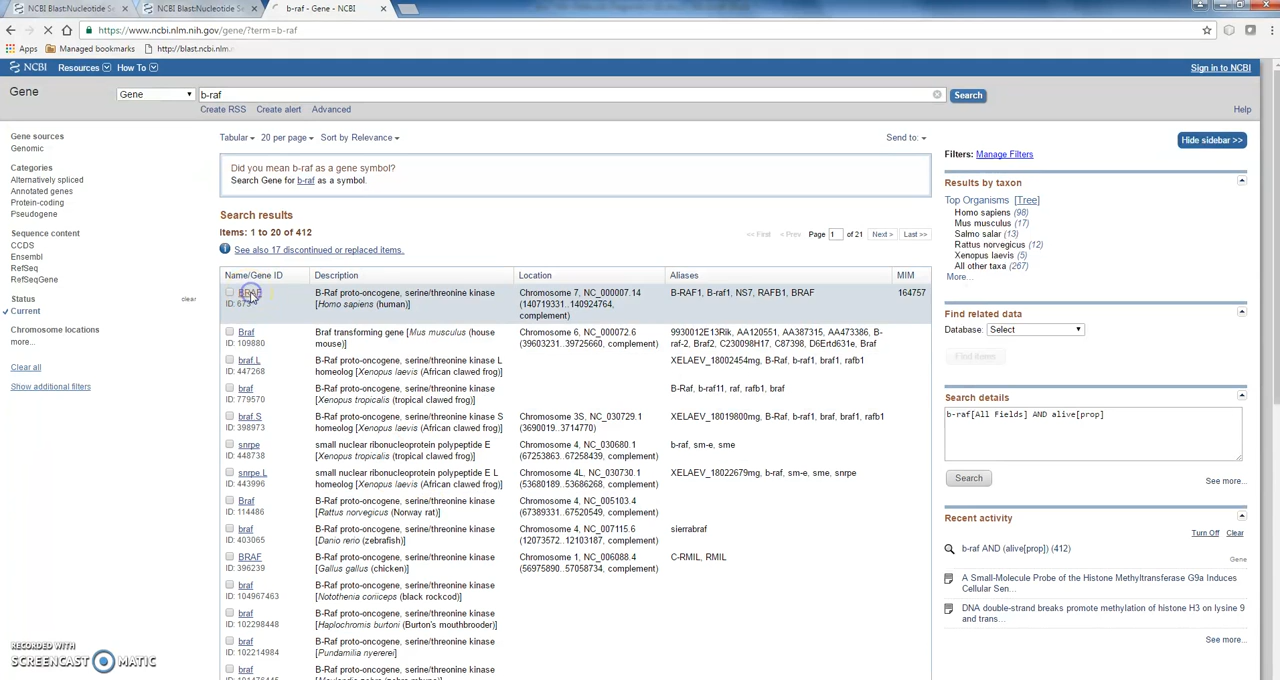 NCBI Blast:Nucleotide Se
NCBI Blast:Nucleotide Se
b-raf - Gene - NCBI
https://www.ncbi.nlm.nih.gov/gene/?term=b-raf
Apps
Managed bookmarks
http://blast.ncbi.nlm.
NCBI
Resources
How To
Sign in to NCBI
Gene
Gene
b-raf
Search
Create RSS
Create alert
Advanced
Help
Gene sources
Genomic
Categories
Alternatively spliced
Annotated genes
Protein-coding
Pseudogene
Sequence content
CCDS
Ensembl
RefSeq
RefSeqGene
Status
clear
Current
Chromosome locations
more...
Clear all
Show additional filters
Tabular
20 per page
Sort by Relevance
Send to:
Did you mean b-raf as a gene symbol?
Search Gene for b-raf as a symbol.
Search results
Items: 1 to 20 of 412
<< First
< Prev
Page 1 of 21
Next >
Last >>
See also 17 discontinued or replaced items.
Name/Gene ID
Description
Location
Aliases
MIM
BRAF
B-Raf proto-oncogene, serine/threonine kinase
Chromosome 7, NC_000007.14
B-RAF1, B-raf1, NS7, RAFB1, BRAF
164757
ID: 673
[Homo sapiens (human)]
(140719331..140924764,
complement)
Braf
Braf transforming gene [Mus musculus (house
Chromosome 6, NC_000072.6
9930012E13Rik, AA120551, AA387315, AA473386, B-
ID: 109880
mouse)]
(39603231..39725660, complement)
raf-2, Braf2, C230098H17, C87398, D6Ertd631e, Braf
braf.L
B-Raf proto-oncogene, serine/threonine kinase L
XELAEV_18002454mg, B-Raf, b-raf1, braf1, rafb1
ID: 447268
homeolog [Xenopus laevis (African clawed frog)]
braf
B-Raf proto-oncogene, serine/threonine kinase
B-Raf, b-raf11, raf, rafb1, braf
ID: 779570
[Xenopus tropicalis (tropical clawed frog)]
braf.S
B-Raf proto-oncogene, serine/threonine kinase S
Chromosome 3S, NC_030729.1
XELAEV_18019800mg, B-Raf, b-raf1, braf, braf1, rafb1
ID: 398973
homeolog [Xenopus laevis (African clawed frog)]
(3690019..3714770)
snrpe
small nuclear ribonucleoprotein polypeptide E
Chromosome 4, NC_030680.1
b-raf, sm-e, sme
ID: 448738
[Xenopus tropicalis (tropical clawed frog)]
(67253863..67258439, complement)
snrpe.L
small nuclear ribonucleoprotein polypeptide E L
Chromosome 4L, NC_030730.1
XELAEV_18022679mg, b-raf, sm-e, sme, snrpe
ID: 443996
homeolog [Xenopus laevis (African clawed frog)]
(53680189..53686268, complement)
Braf
B-Raf proto-oncogene, serine/threonine kinase
Chromosome 4, NC_005103.4
ID: 114486
[Rattus norvegicus (Norway rat)]
(67389331..67520549, complement)
braf
B-Raf proto-oncogene, serine/threonine kinase
Chromosome 4, NC_007115.6
sierrabraf
ID: 403065
[Danio rerio (zebrafish)]
(12073572..12103187, complement)
BRAF
B-Raf proto-oncogene, serine/threonine kinase
Chromosome 1, NC_006088.4
C-RMIL, RMIL
ID: 396239
[Gallus gallus (chicken)]
(56975890..57058734, complement)
braf
B-Raf proto-oncogene, serine/threonine kinase
ID: 104967463
[Notothenia coriiceps (black rockcod)]
braf
B-Raf proto-oncogene, serine/threonine kinase
ID: 102298448
[Haplochromis burtoni (Burton's mouthbrooder)]
braf
B-Raf proto-oncogene, serine/threonine kinase
ID: 102214984
[Pundamilia nyererei]
braf
B-Raf proto-oncogene, serine/threonine kinase
Hide sidebar >>
Filters: Manage Filters
Results by taxon
Top Organisms [Tree]
Homo sapiens (98)
Mus musculus (17)
Salmo salar (13)
Rattus norvegicus (12)
Xenopus laevis (5)
All other taxa (267)
More...
Find related data
Database: Select
Find items
Search details
b-raf[All Fields] AND alive[prop]
Search
See more...
Recent activity
Turn Off
Clear
b-raf AND (alive[prop]) (412)
Gene
A Small-Molecule Probe of the Histone Methyltransferase G9a Induces
Cellular Sen...
DNA double-strand breaks promote methylation of histone H3 on lysine 9
and trans...
See more...
RECORDED WITH
SCREENCAST MATIC